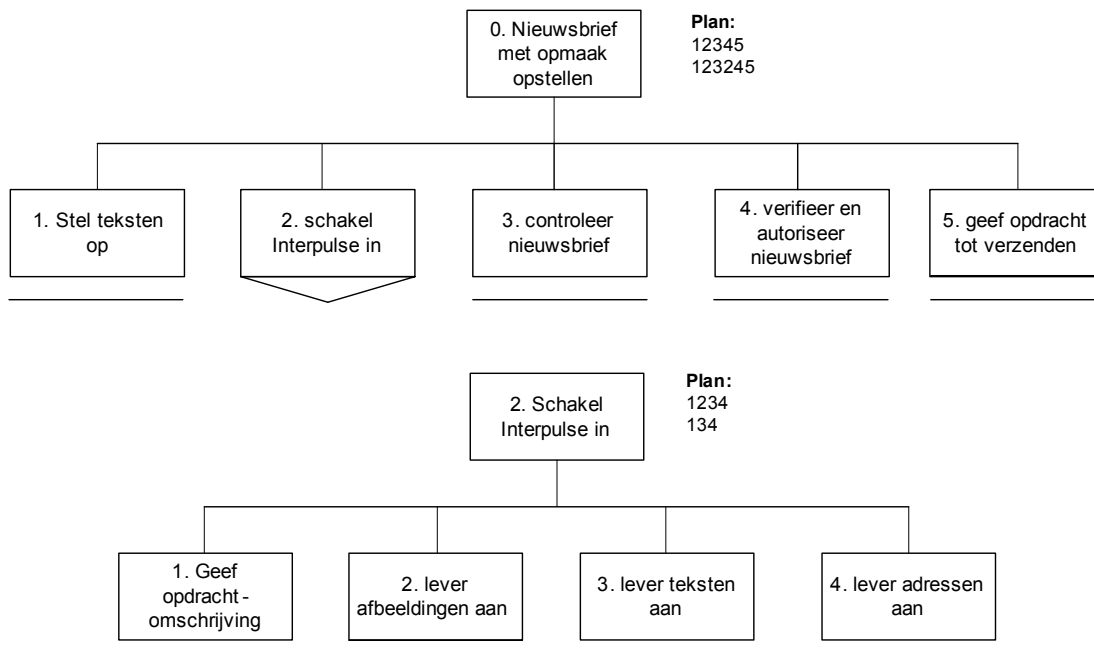 0. Nieuwsbrief
met opmaak
opstellen
Plan:
12345
123245
1. Stel teksten
op
2. schakel
Interpulse in
3. controleer
nieuwsbrief
4. verifieer en
autoriseer
nieuwsbrief
5. geef opdracht
tot verzenden
2. Schakel
Interpulse in
Plan:
1234
134
1. Geef
opdracht-
omschrijving
2. lever
afbeeldingen aan
3. lever teksten
aan
4. lever adressen
aan